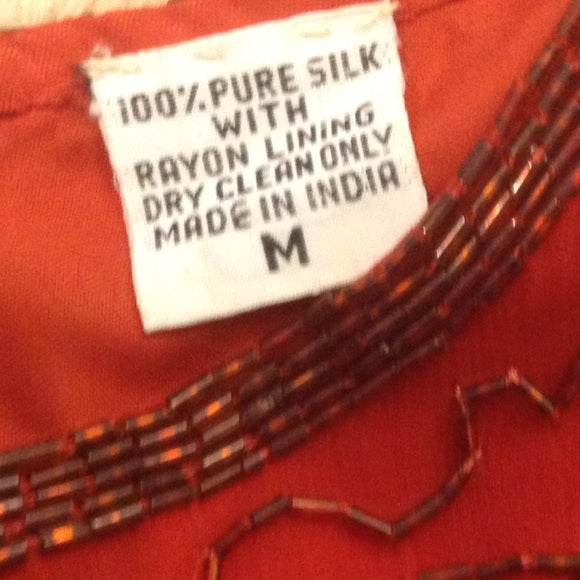 100% PURE SILK
WITH
RAYON LINING
DRY CLEAN ONLY
MADE IN INDIA
M